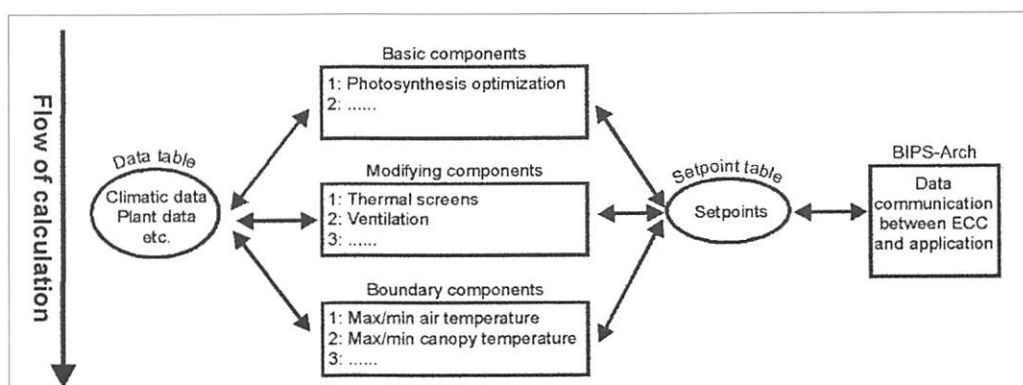 Flow of calculation
Data table
Climatic data
Plant data
etc.
Basic components
1: Photosynthesis optimization
2: ......
Modifying components
1: Thermal screens
2: Ventilation
3: ......
Boundary components
1: Max/min air temperature
2: Max/min canopy temperature
3: ......
Setpoint table
Setpoints
BIPS-Arch
Data
communication
between ECC
and application